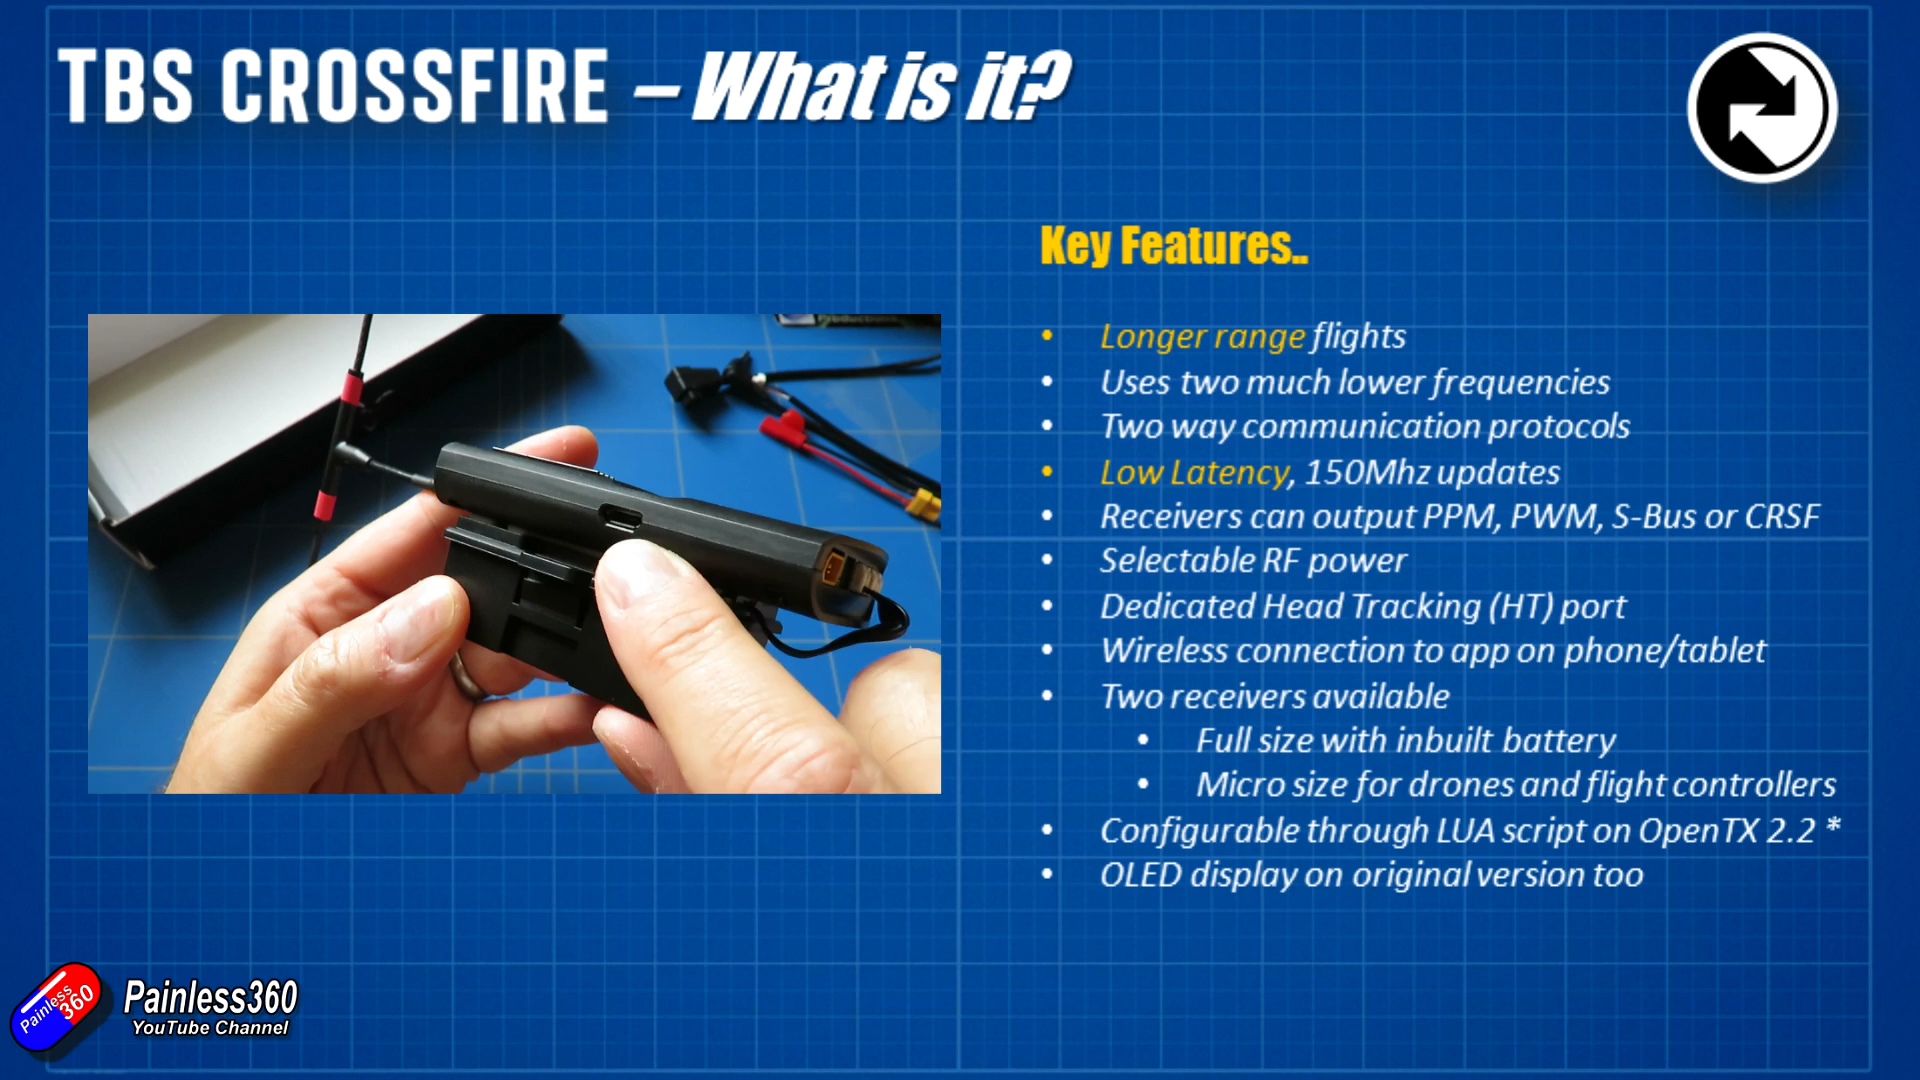 TBS CROSSFIRE – What is it?
Key Features..
• Longer range flights
• Uses two much lower frequencies
• Two way communication protocols
• Low Latency, 150Mhz updates
• Receivers can output PPM, PWM, S-Bus or CRSF
• Selectable RF power
• Dedicated Head Tracking (HT) port
• Wireless connection to app on phone/tablet
• Two receivers available
• Full size with inbuilt battery
• Micro size for drones and flight controllers
• Configurable through LUA script on OpenTX 2.2 *
• OLED display on original version too
Painless
360
Painless360
YouTube Channel